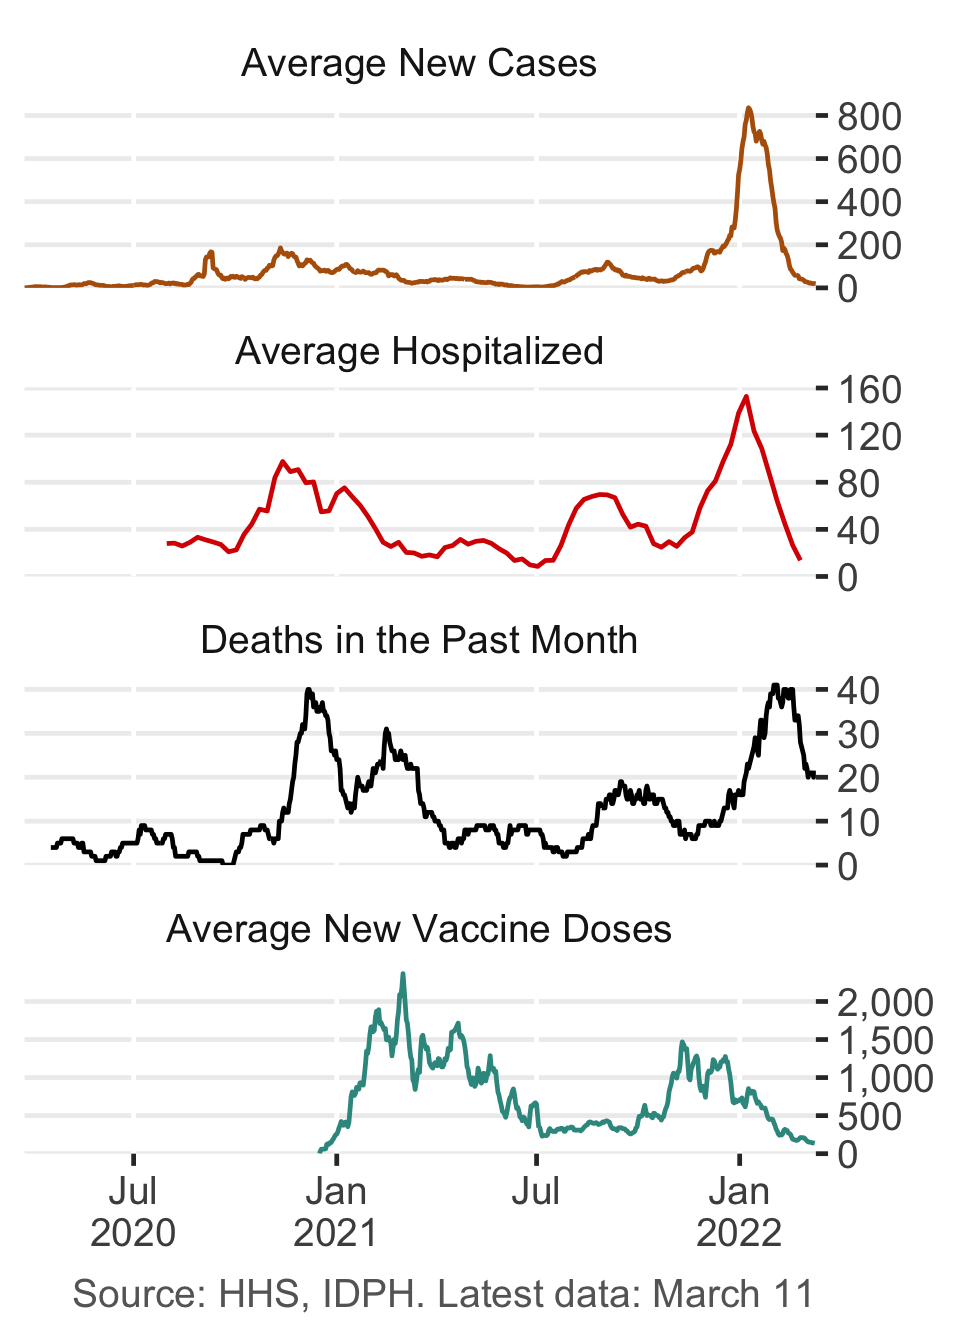 Average New Cases
800
600
400
200
0
Average Hospitalized
160
120
80
40
0
Deaths in the Past Month
40
30
20
10
0
Average New Vaccine Doses
2,000
1,500
1,000
500
0
Jul Jan Jul Jan
2020 2021 2022
Source: HHS, IDPH. Latest data: March 11